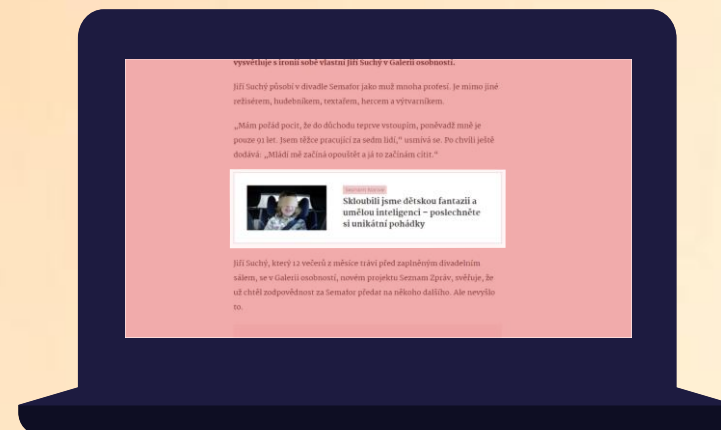 vysvětluje s ironií sobě vlastní Jiří Suchý v Galerii osobností.
Jiří Suchý působí v divadle Semafor jako muž mnoha profesí. Je mimo jiné
režisérem, hudebníkem, textařem, hercem a výtvarníkem.
„Mám pořád pocit, že do důchodu teprve vstoupím, poněvadž mně je
pouze 91 let. Jsem těžce pracující za sedm lidí,“ usmívá se. Po chvíli ještě
dodává: „Mládí mě začíná opouštět a já to začínám cítit.“
Skloubili jsme dětskou fantazii a
umělou inteligenci – poslechněte
si unikátní pohádky
Jiří Suchý, který 12 večerů z měsíce tráví před zaplněným divadelním
sálem, se v Galerii osobností, novém projektu Seznam Zpráv, svěřuje, že
už chtěl zodpovědnost za Semafor předat na někoho dalšího. Ale nevyšlo
to.